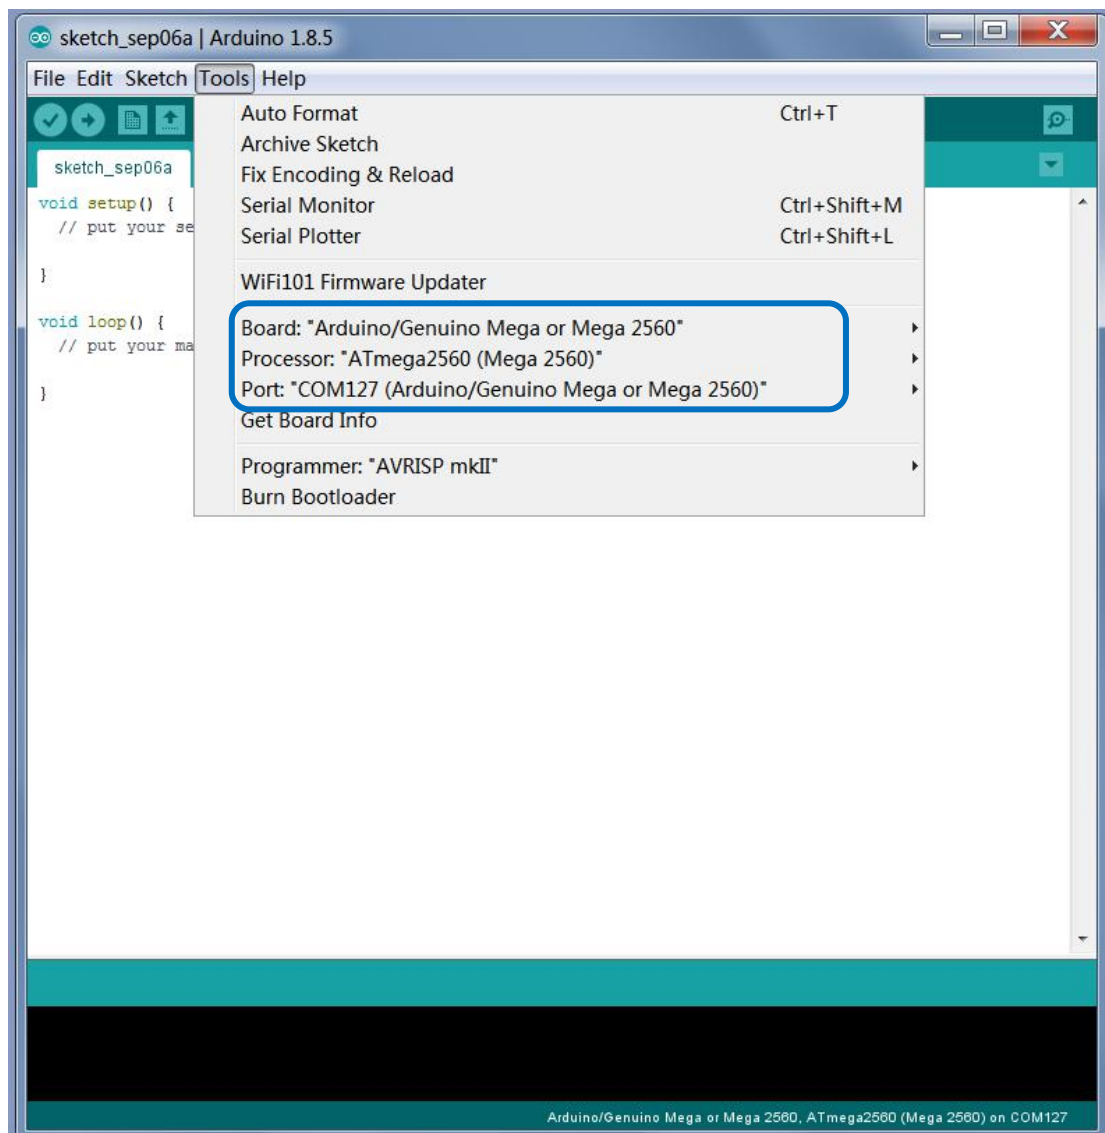 sketch_sep06a | Arduino 1.8.5
File Edit Sketch Tools Help
Auto Format Ctrl+T
Archive Sketch
Fix Encoding & Reload
Serial Monitor Ctrl+Shift+M
Serial Plotter Ctrl+Shift+L
WiFi101 Firmware Updater
Board: "Arduino/Genuino Mega or Mega 2560"
Processor: "ATmega2560 (Mega 2560)"
Port: "COM127 (Arduino/Genuino Mega or Mega 2560)"
Get Board Info
Programmer: "AVRISP mkII"
Burn Bootloader
sketch_sep06a
void setup() {
// put your se
}
void loop() {
// put your ma
}
Arduino/Genuino Mega or Mega 2560, ATmega2560 (Mega 2560) on COM127